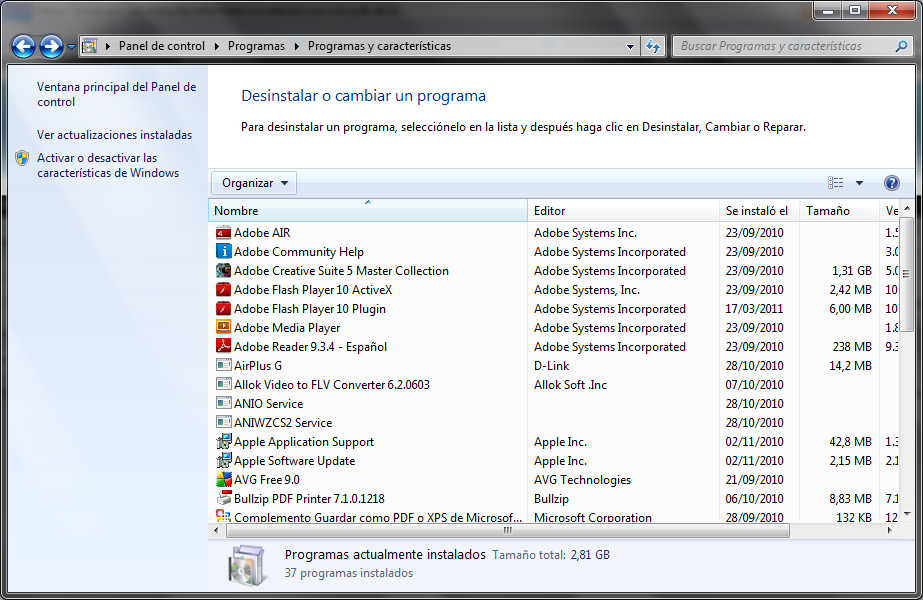 Panel de control Programas Programas y características Buscar Programas y características
Ventana principal del Panel de
control
Ver actualizaciones instaladas
Activar o desactivar las
características de Windows
Desinstalar o cambiar un programa
Para desinstalar un programa, selecciónelo en la lista y después haga clic en Desinstalar, Cambiar o Reparar.
Organizar
Nombre Editor Se instaló el Tamaño Ve
Adobe AIR Adobe Systems Inc. 23/09/2010 1.5
Adobe Community Help Adobe Systems Incorporated 23/09/2010 3.0
Adobe Creative Suite 5 Master Collection Adobe Systems Incorporated 23/09/2010 1,31 GB 5.0
Adobe Flash Player 10 ActiveX Adobe Systems, Inc. 23/09/2010 2,42 MB 10
Adobe Flash Player 10 Plugin Adobe Systems Incorporated 17/03/2011 6,00 MB 10
Adobe Media Player Adobe Systems Incorporated 23/09/2010 1.8
Adobe Reader 9.3.4 - Español Adobe Systems Incorporated 23/09/2010 238 MB 9.3
AirPlus G D-Link 28/10/2010 14,2 MB
Allok Video to FLV Converter 6.2.0603 Allok Soft .Inc 07/10/2010
ANIO Service 28/10/2010
ANIWZCS2 Service 28/10/2010
Apple Application Support Apple Inc. 02/11/2010 42,8 MB 1.3
Apple Software Update Apple Inc. 02/11/2010 2,15 MB 2.1
AVG Free 9.0 AVG Technologies 21/09/2010
Bullzip PDF Printer 7.1.0.1218 Bullzip 06/10/2010 8,83 MB 7.1
Complemento Guardar como PDF o XPS de Microsof... Microsoft Corporation 28/09/2010 132 KB 12
Programas actualmente instalados Tamaño total: 2,81 GB
37 programas instalados